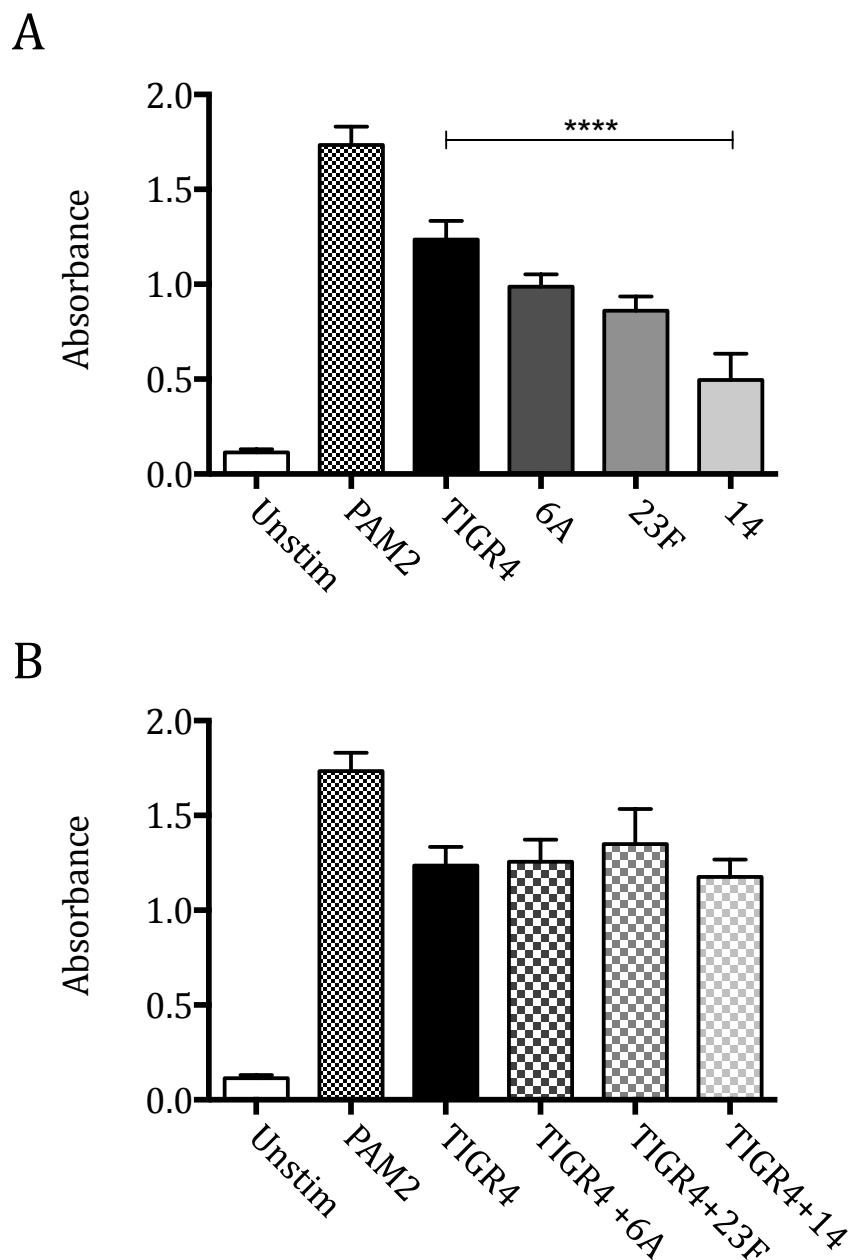 A
2.0
****
1.5
Absorbance
1.0
0.5
0.0
Unstim
PAM2
TIGR4
6A
23F
14
B
2.0
1.5
Absorbance
1.0
0.5
0.0
Unstim
PAM2
TIGR4
TIGR4 +6A
TIGR4+23F
TIGR4+14